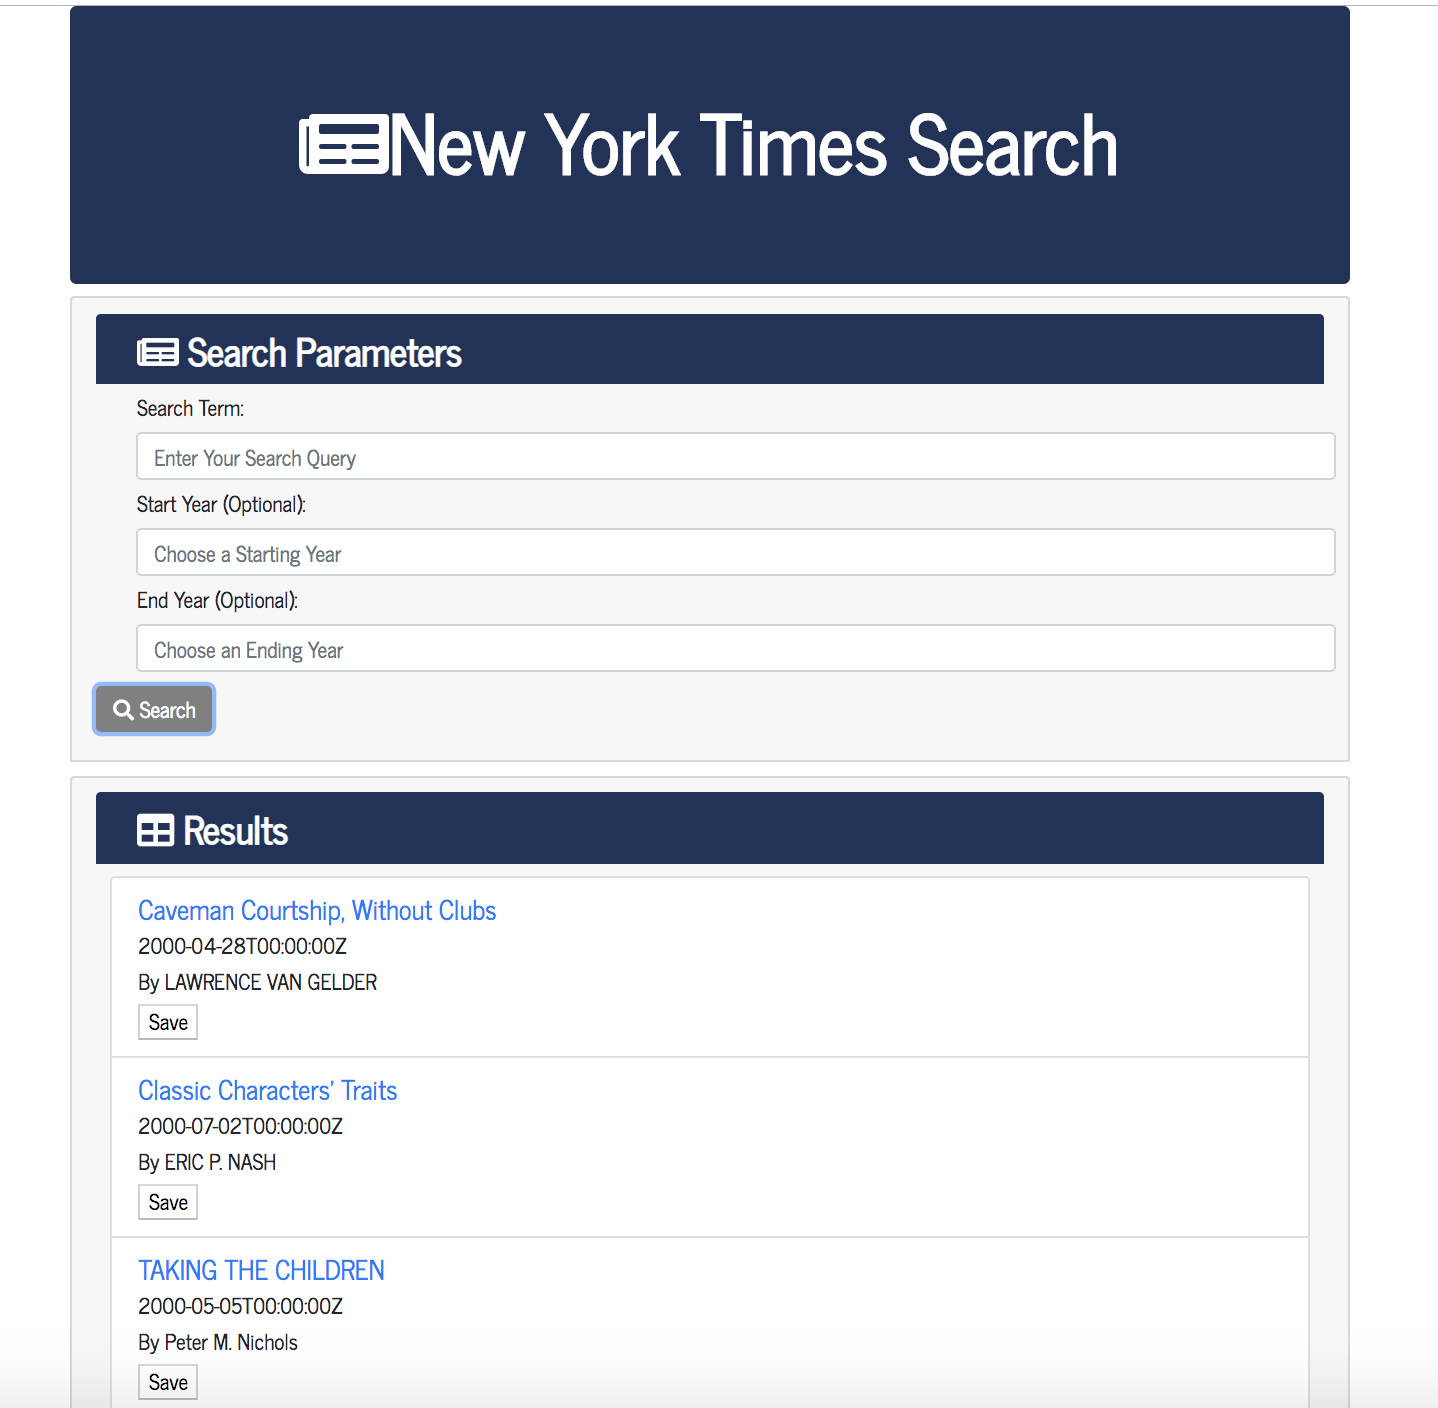 New York Times Search
Search Parameters
Search Term:
Enter Your Search Query
Start Year (Optional):
Choose a Starting Year
End Year (Optional):
Choose an Ending Year
Search
Results
Caveman Courtship, Without Clubs
2000-04-28T00:00:00Z
By LAWRENCE VAN GELDER
Save
Classic Characters’ Traits
2000-07-02T00:00:00Z
By ERIC P. NASH
Save
TAKING THE CHILDREN
2000-05-05T00:00:00Z
By Peter M. Nichols
Save